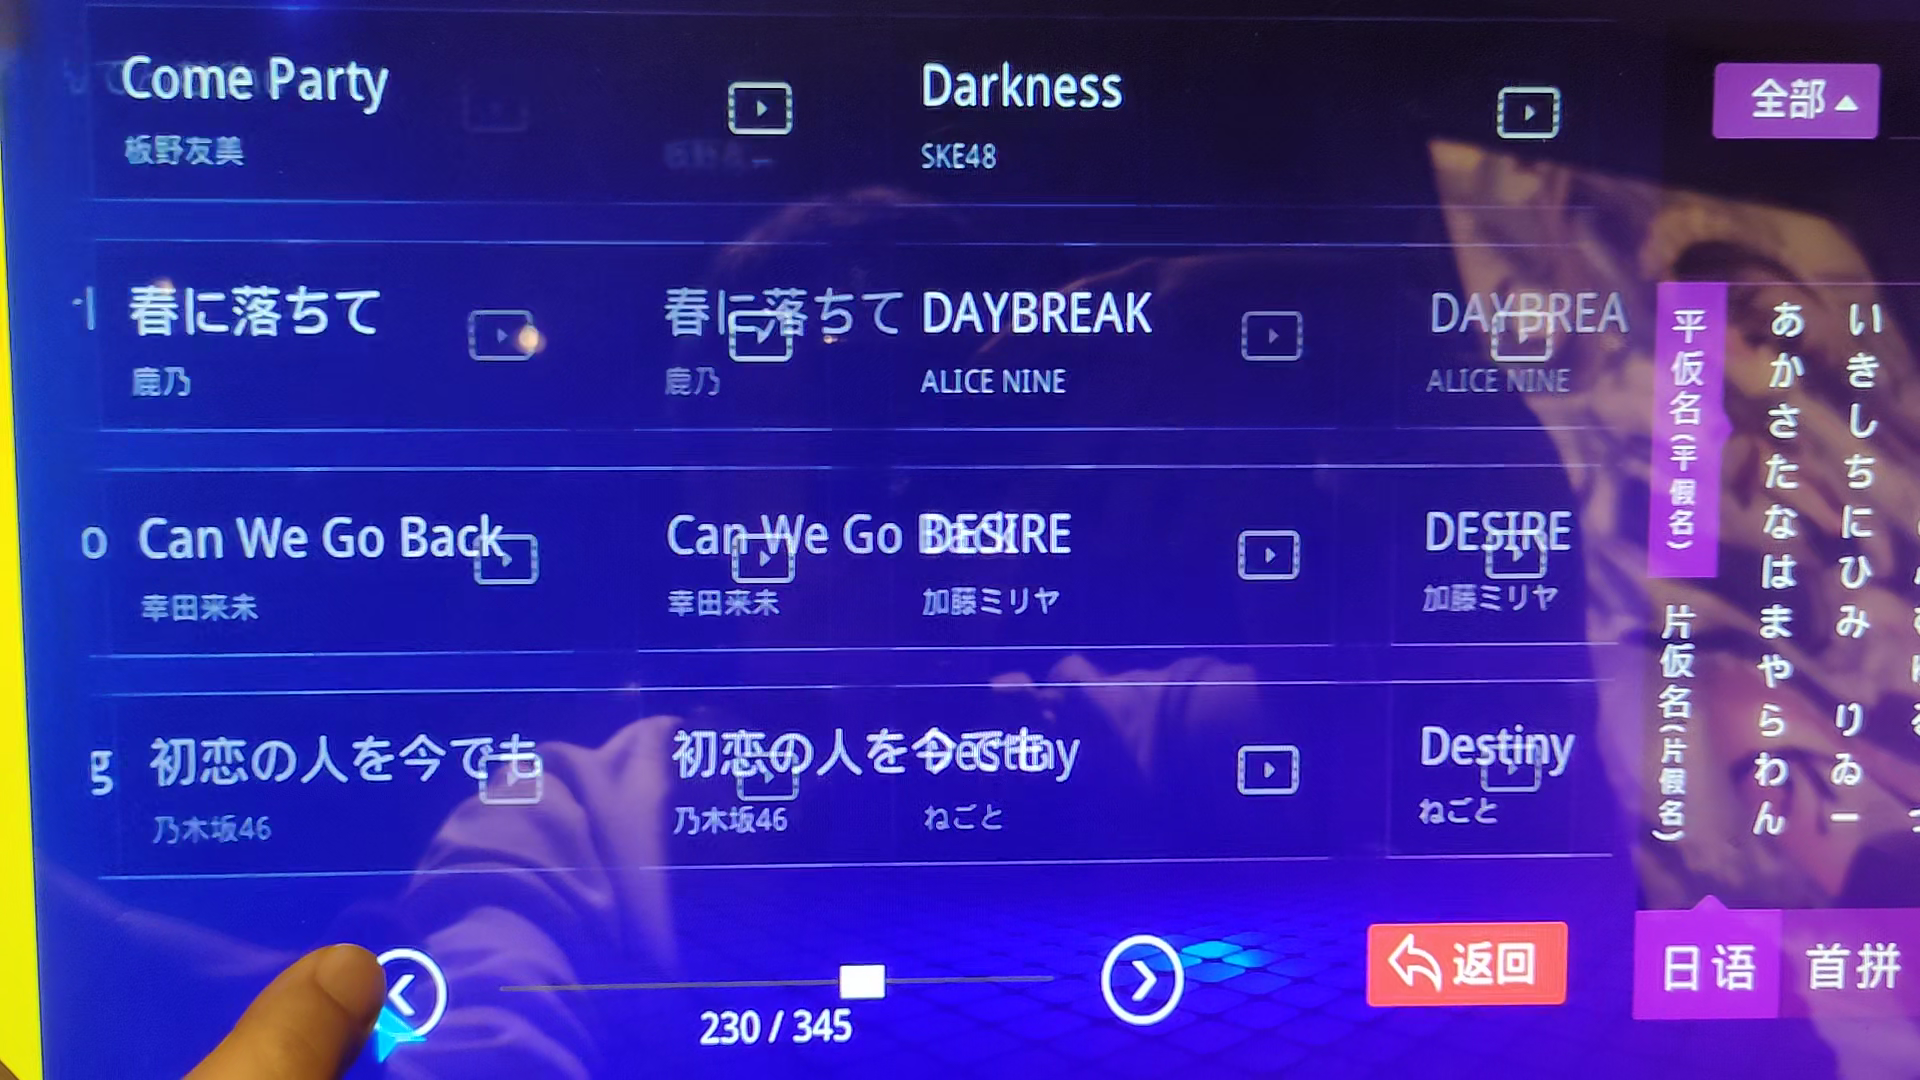 Come Party
板野友美
Darkness
SKE48
全部
春に落ちて
鹿乃
春に落ちて
鹿乃
DAYBREAK
ALICE NINE
DAYBREA
ALICE NINE
o
Can We Go Back
幸田来未
Can We Go Back
幸田来未
DESIRE
加藤ミリヤ
DESIRE
加藤ミリヤ
g
初恋の人を今でも
乃木坂46
初恋の人を今でも
乃木坂46
Destiny
ねごと
Destiny
ねごと
平仮名(平假名)
片仮名(片假名)
あかさたなはまやらわん
いきしちにひみ りゐー
230 / 345
返回
日语
首拼